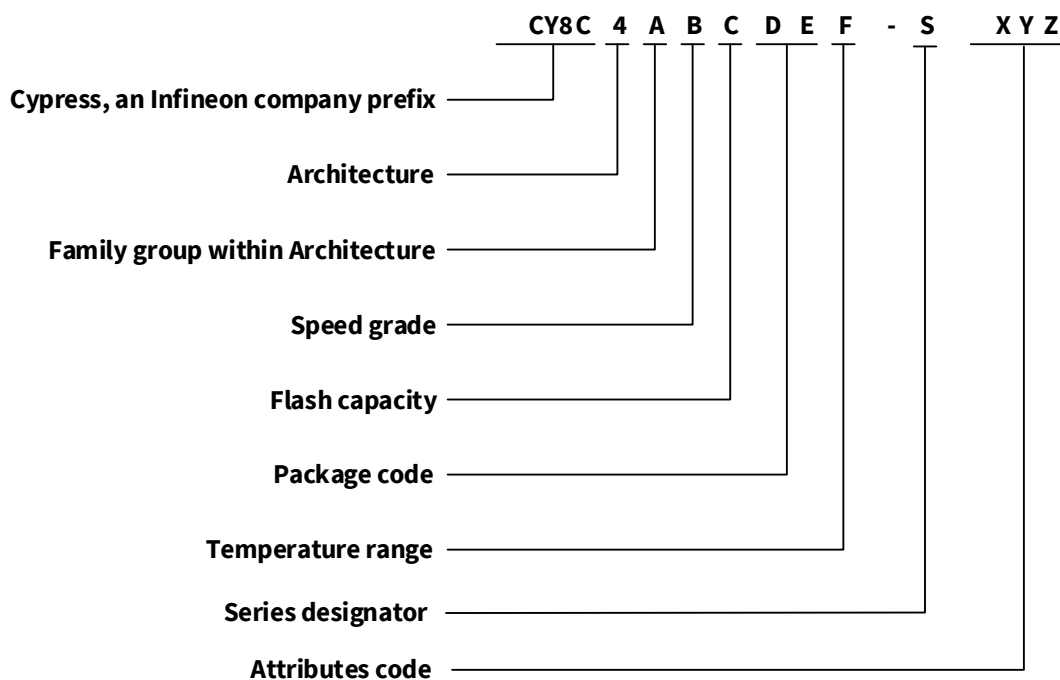 CY8C 4 A B C D E F - S X Y Z
Cypress, an Infineon company prefix
Architecture
Family group within Architecture
Speed grade
Flash capacity
Package code
Temperature range
Series designator
Attributes code